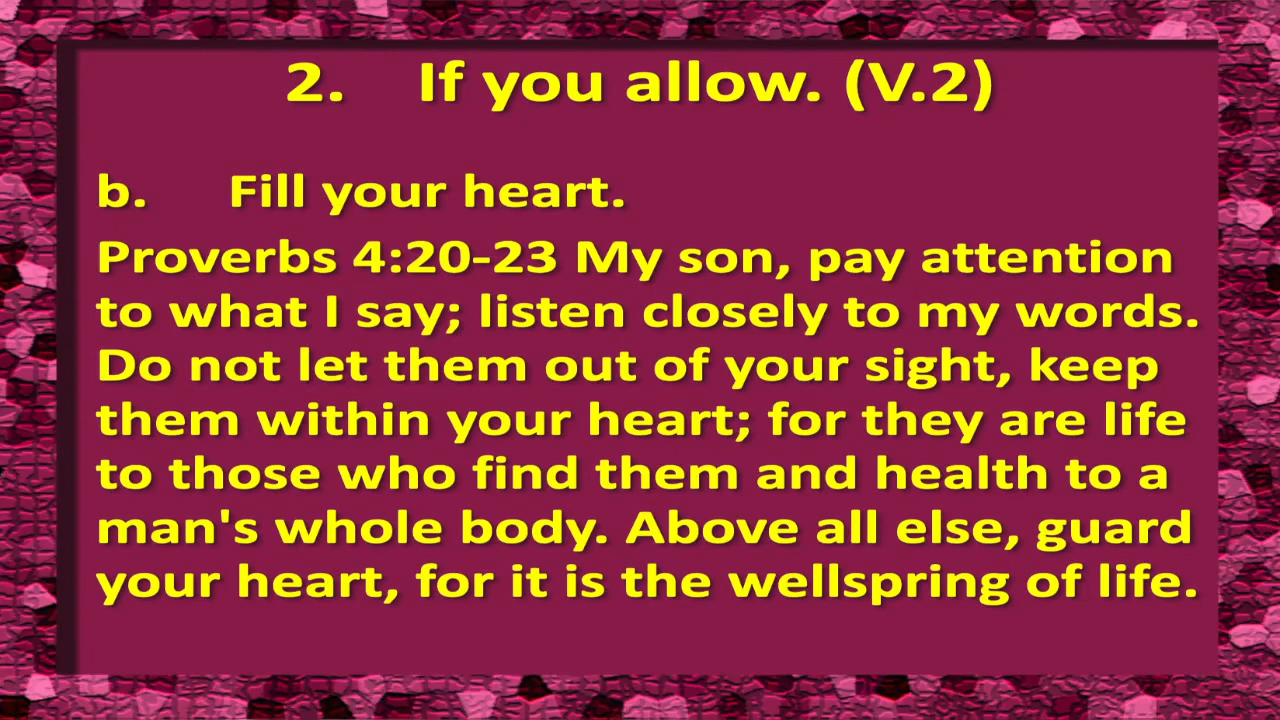 2. If you allow. (V.2)
b. Fill your heart.
Proverbs 4:20-23 My son, pay attention
to what I say; listen closely to my words.
Do not let them out of your sight, keep
them within your heart; for they are life
to those who find them and health to a
man's whole body. Above all else, guard
your heart, for it is the wellspring of life.